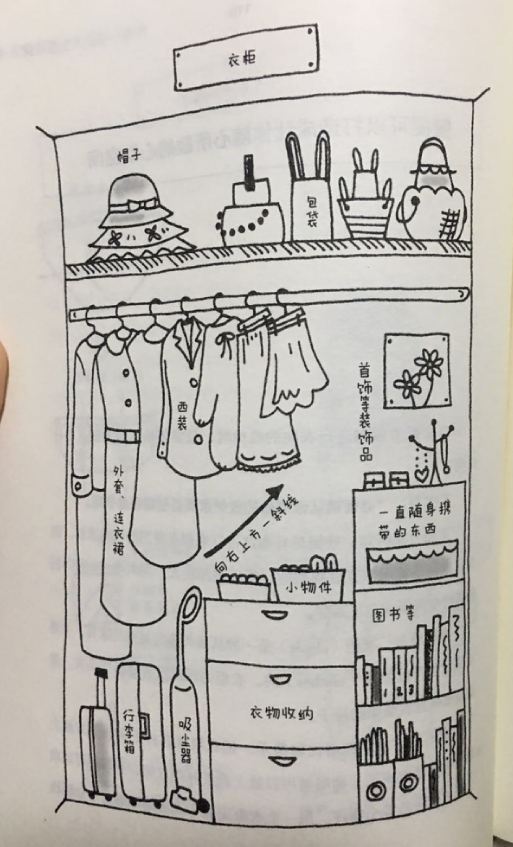 衣柜
帽子
包袋
首饰等装饰品
西装
外套、连衣裙
向右上方一斜线
一直随身携
带的东西
小物件
图书等
衣物收纳
行李箱
吸尘器